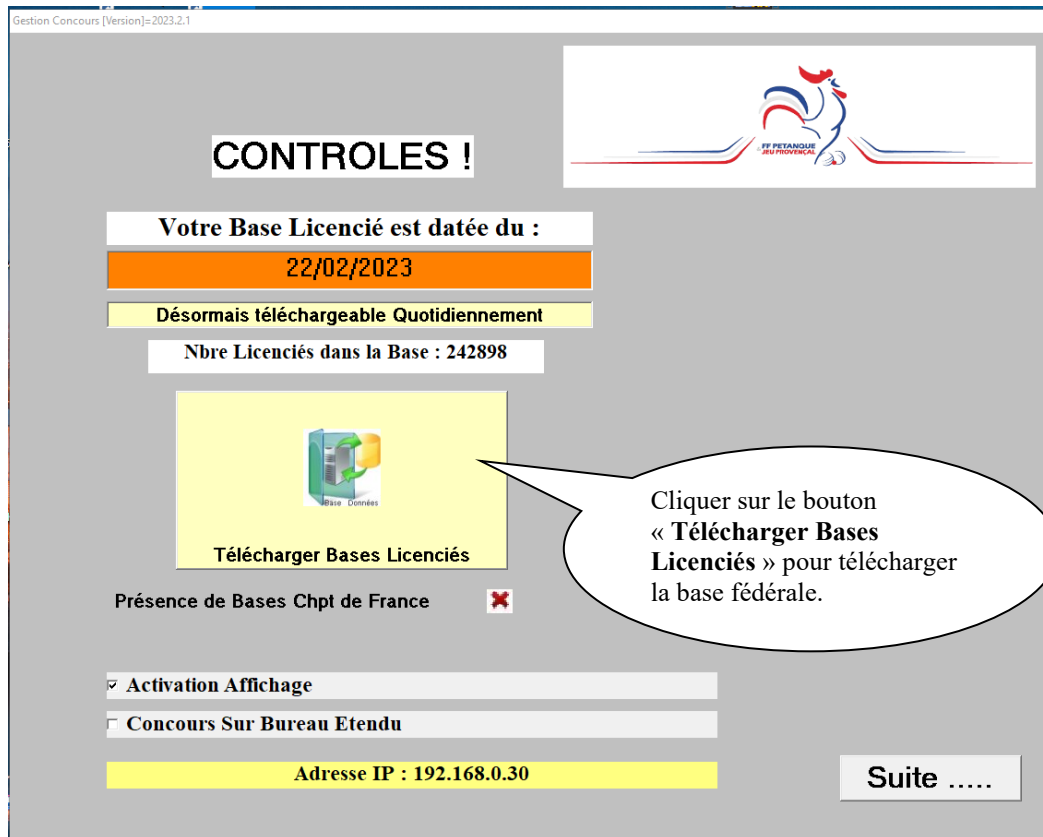 Gestion Concours [Version]=2023.2.1
FF PETANQUE
JEU PROVENÇAL
CONTROLES !
Votre Base Licencié est datée du :
22/02/2023
Désormais téléchargeable Quotidiennement
Nbre Licenciés dans la Base : 242898
Base Données
Télécharger Bases Licenciés
Cliquer sur le bouton
« Télécharger Bases
Licenciés » pour télécharger
la base fédérale.
Présence de Bases Chpt de France
Activation Affichage
Concours Sur Bureau Etendu
Adresse IP : 192.168.0.30
Suite .....